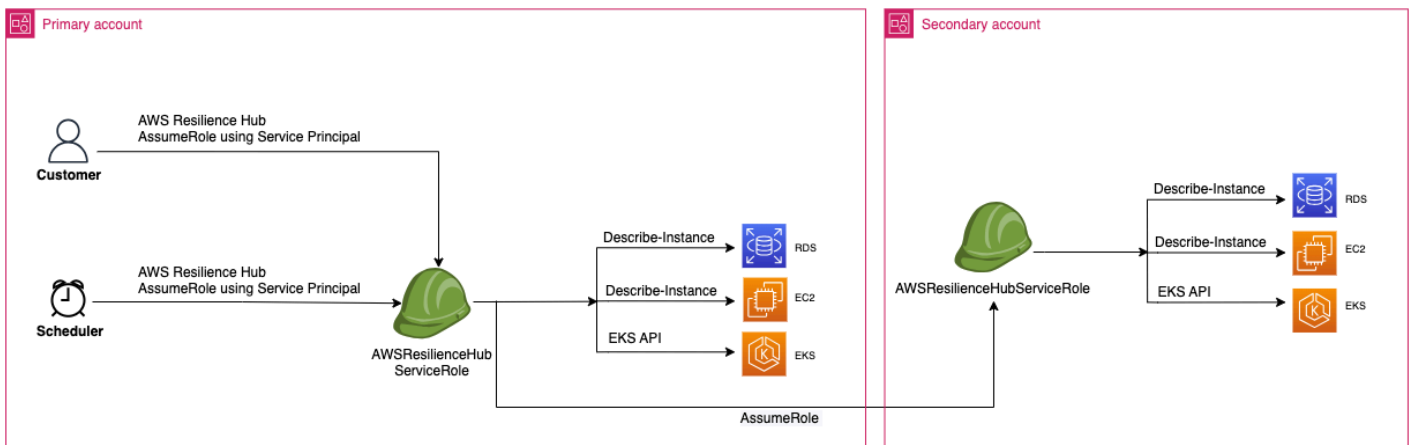 Primary account
AWS Resilience Hub
AssumeRole using Service Principal
Customer
AWS Resilience Hub
AssumeRole using Service Principal
Scheduler
AWSResilienceHub
ServiceRole
Describe-Instance
RDS
Describe-Instance
EC2
EKS API
EKS
AssumeRole
Secondary account
AWSResilienceHubServiceRole
Describe-Instance
RDS
Describe-Instance
EC2
EKS API
EKS